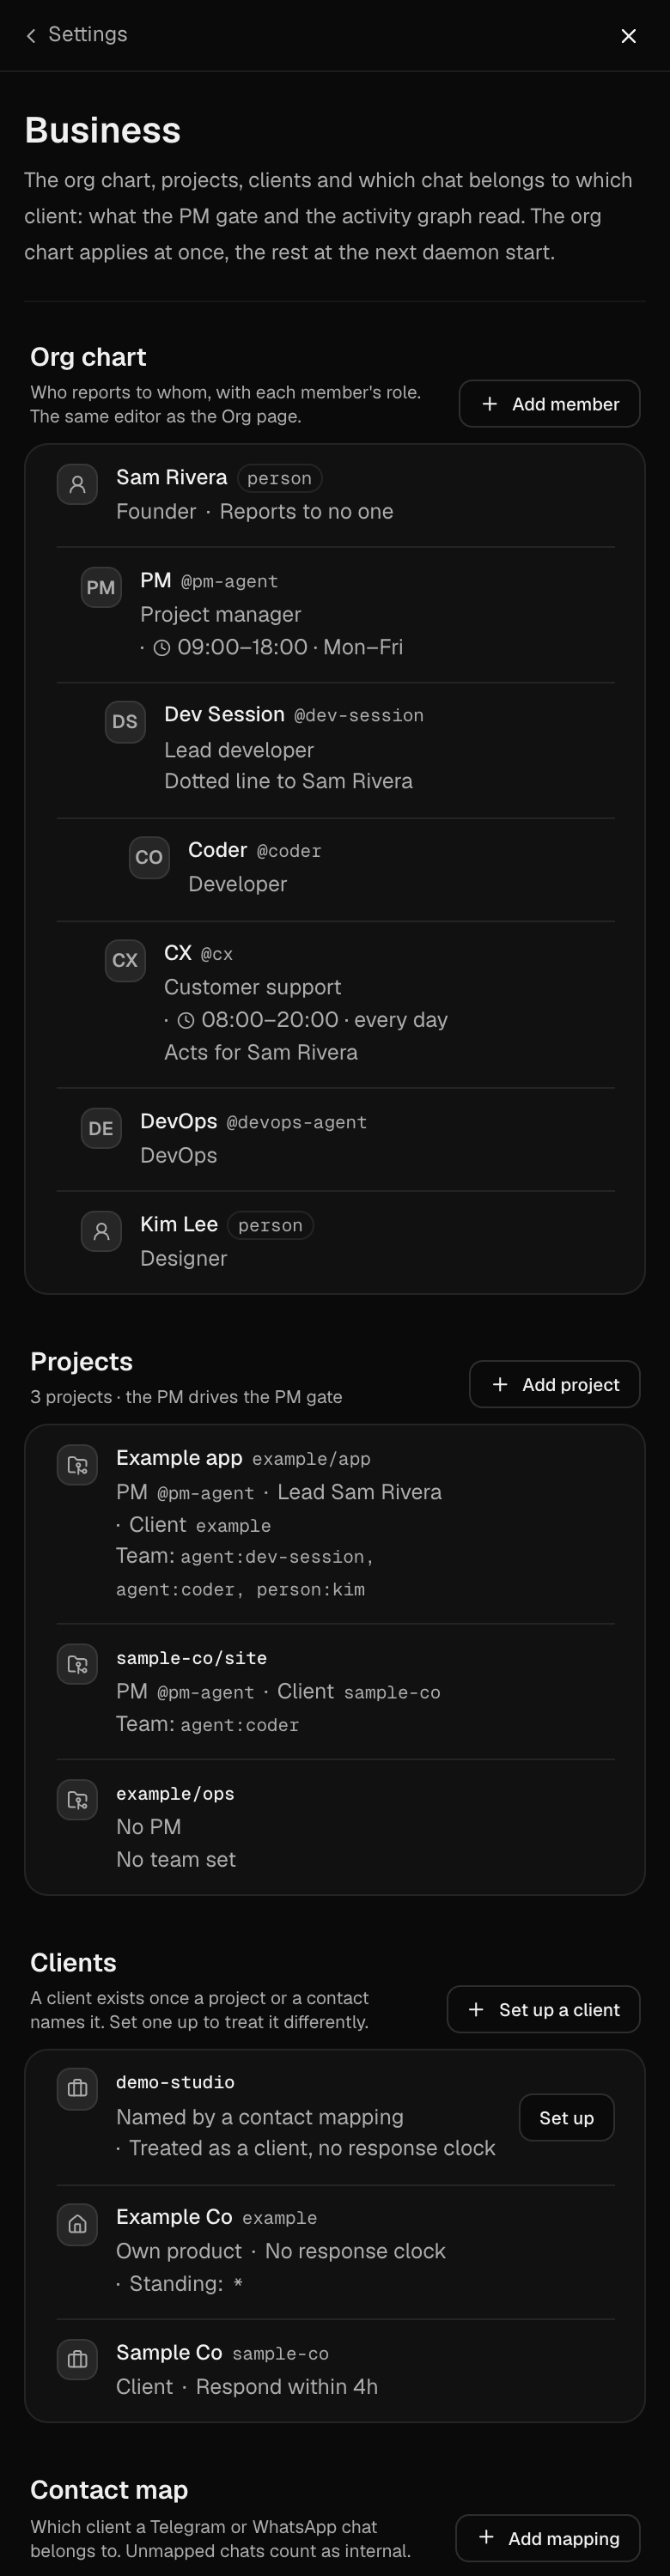 Settings
Business
The org chart, projects, clients and which chat belongs to which
client: what the PM gate and the activity graph read. The org
chart applies at once, the rest at the next daemon start.
Org chart
Who reports to whom, with each member's role.
The same editor as the Org page.
Add member
Sam Rivera person
Founder · Reports to no one
PM
PM @pm-agent
Project manager
· 09:00–18:00 · Mon–Fri
DS
Dev Session @dev-session
Lead developer
Dotted line to Sam Rivera
CO
Coder @coder
Developer
CX
CX @cx
Customer support
· 08:00–20:00 · every day
Acts for Sam Rivera
DE
DevOps @devops-agent
DevOps
Kim Lee person
Designer
Projects
3 projects · the PM drives the PM gate
Add project
Example app example/app
PM @pm-agent · Lead Sam Rivera
· Client example
Team: agent:dev-session,
agent:coder, person:kim
sample-co/site
PM @pm-agent · Client sample-co
Team: agent:coder
example/ops
No PM
No team set
Clients
A client exists once a project or a contact
names it. Set one up to treat it differently.
Set up a client
demo-studio
Named by a contact mapping
· Treated as a client, no response clock
Set up
Example Co example
Own product · No response clock
· Standing: *
Sample Co sample-co
Client · Respond within 4h
Contact map
Which client a Telegram or WhatsApp chat
belongs to. Unmapped chats count as internal.
Add mapping